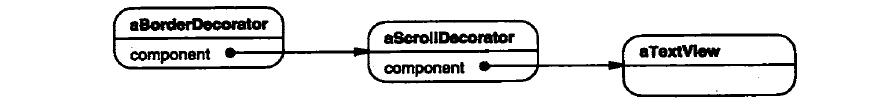 aBorderDecorator
component
aScrollDecorator
component
aTextView